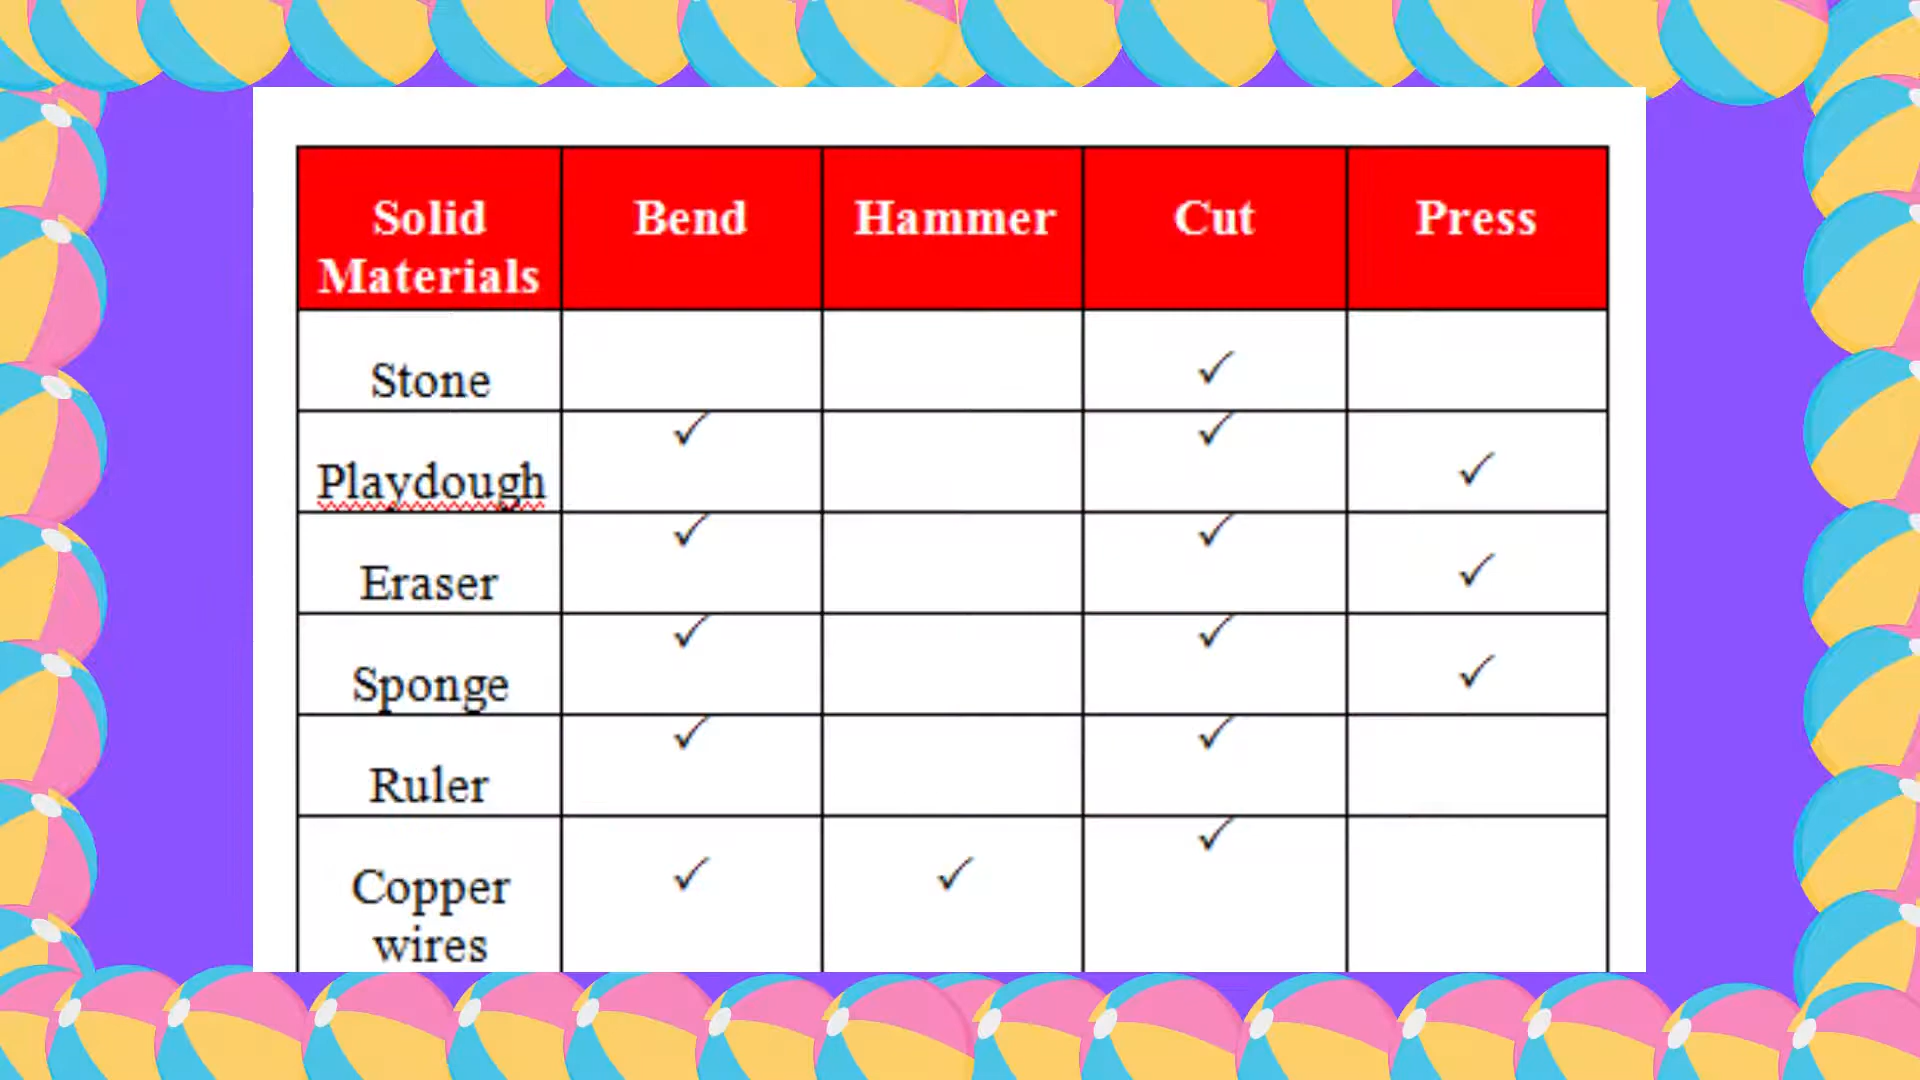 Solid Materials Bend Hammer Cut Press
Stone ✓
Playdough ✓ ✓ ✓
Eraser ✓ ✓ ✓
Sponge ✓ ✓ ✓
Ruler ✓ ✓
Copper wires ✓ ✓ ✓